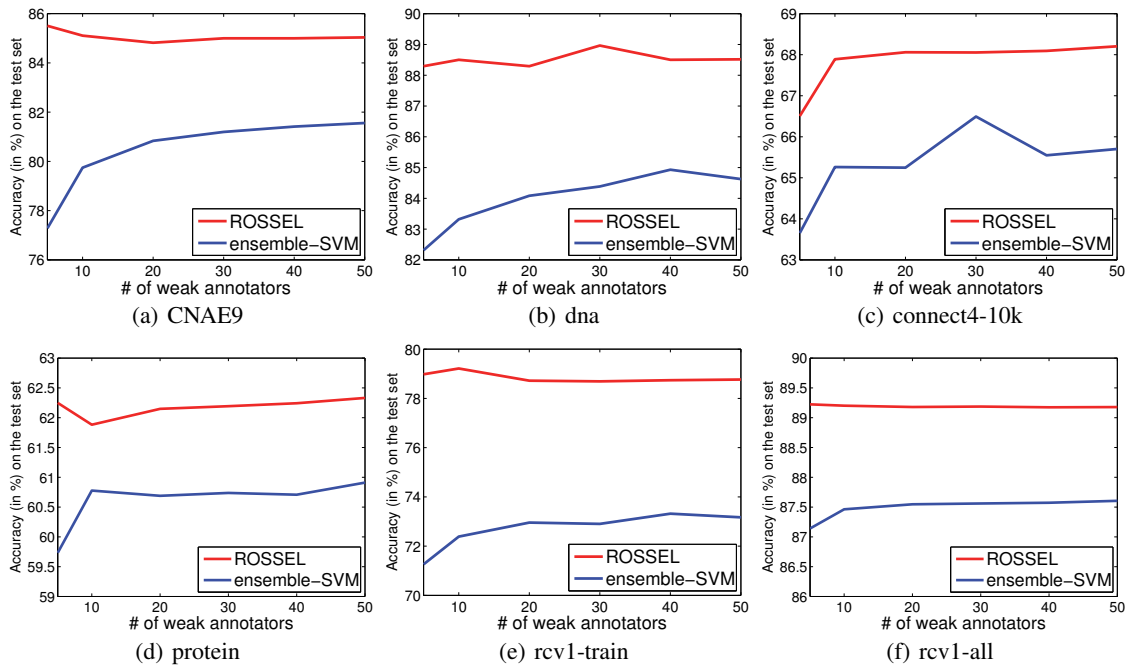 Accuracy (in %) on the test set
86
85
82
81
80
78
77
76
10
20
30
40
50
ROSSEL
ensemble-SVM
# of weak annotators
(a) CNAE9
Accuracy (in %) on the test set
90
89
88
87
86
85
84
83
82
10
20
30
40
50
ROSSEL
ensemble-SVM
# of weak annotators
(b) dna
Accuracy (in %) on the test set
69
68
67
66
65
64
63
10
20
30
40
50
ROSSEL
ensemble-SVM
# of weak annotators
(c) connect4-10k
Accuracy (in %) on the test set
63
62.5
62
61.5
61
60.5
60
59.5
59
10
20
30
40
50
ROSSEL
ensemble-SVM
# of weak annotators
(d) protein
Accuracy (in %) on the test set
80
79
78
76
74
73
72
71
70
10
20
30
40
50
ROSSEL
ensemble-SVM
# of weak annotators
(e) rcv1-train
Accuracy (in %) on the test set
90
89.5
89
88.5
88
87.5
87
86.5
86
10
20
30
40
50
ROSSEL
ensemble-SVM
# of weak annotators
(f) rcv1-all